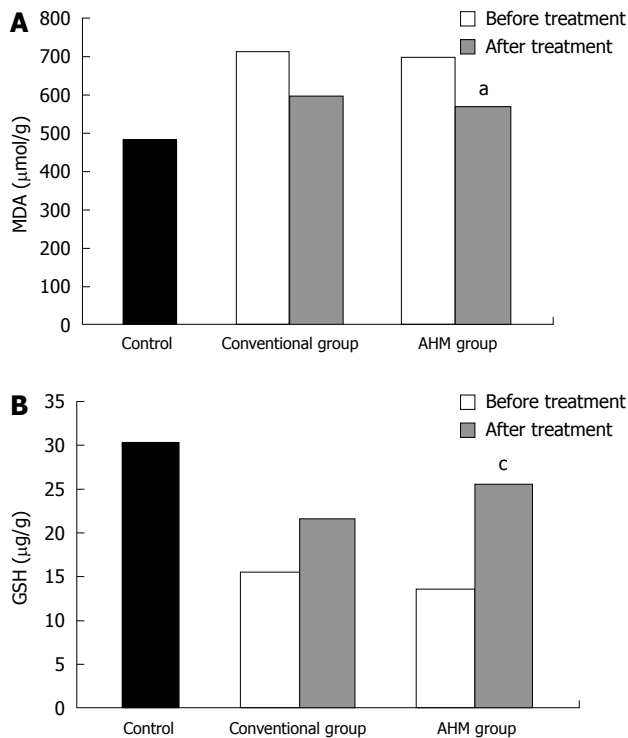 A
Before treatment
After treatment
800
700
600
500
400
300
200
100
0
MDA (μmol/g)
a
Control
Conventional group
AHM group
B
Before treatment
After treatment
35
30
25
20
15
10
5
0
GSH (μg/g)
c
Control
Conventional group
AHM group